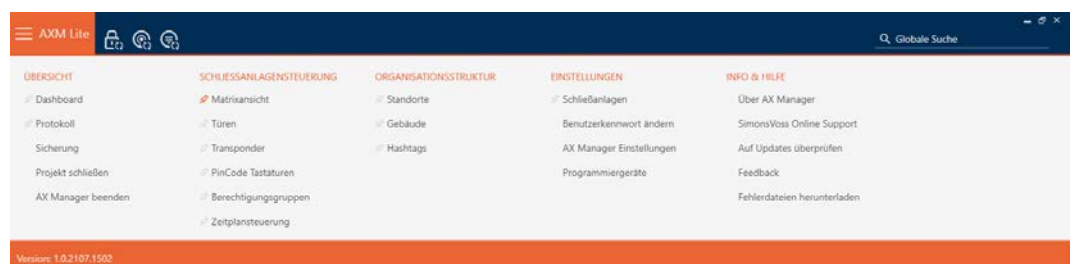 AXM Lite
Globale Suche
ÜBERSICHT
Dashboard
Protokoll
Sicherung
Projekt schließen
AX Manager beenden
SCHLIESSANLAGENSTEUERUNG
Matrixansicht
Türen
Transponder
PinCode Tastaturen
Berechtigungsgruppen
Zeitplansteuerung
ORGANISATIONSSTRUKTUR
Standorte
Gebäude
Hashtags
EINSTELLUNGEN
Schließanlagen
Benutzerkennwort ändern
AX Manager Einstellungen
Programmiergeräte
INFO & HILFE
Über AX Manager
SimonsVoss Online Support
Auf Updates überprüfen
Feedback
Fehlerdateien herunterladen
Version: 1.0.2107.1502